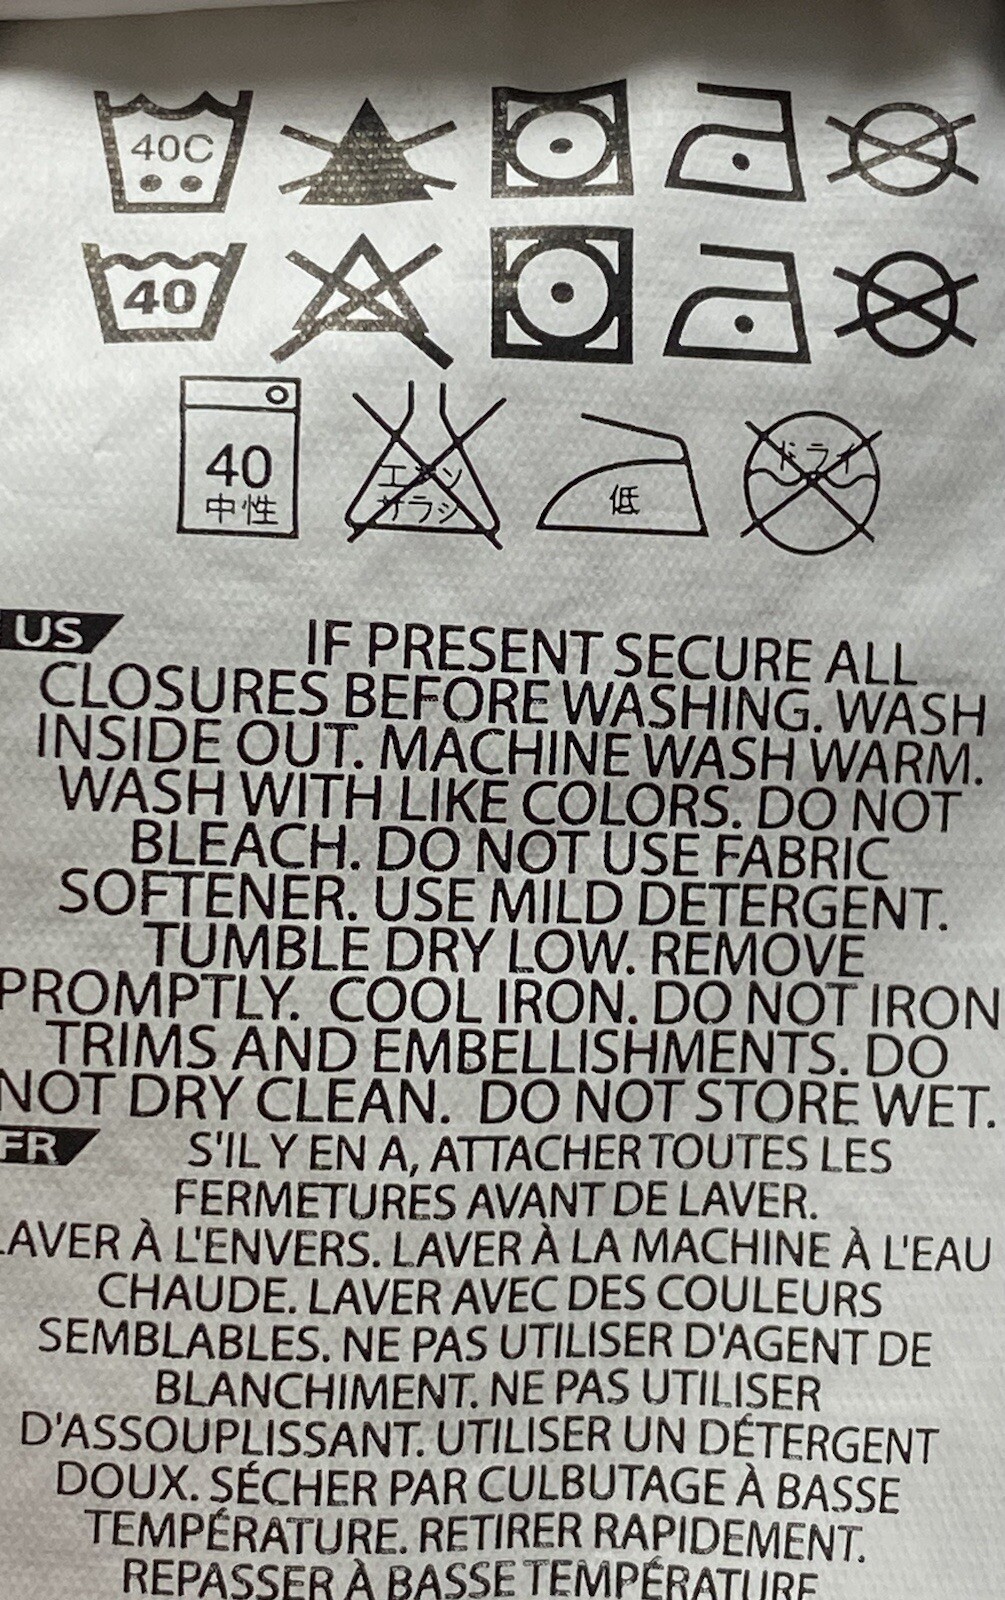 40C
40
40
中性
エンソ
サラシ
低
ドライ
US
IF PRESENT SECURE ALL
CLOSURES BEFORE WASHING. WASH
INSIDE OUT. MACHINE WASH WARM.
WASH WITH LIKE COLORS. DO NOT
BLEACH. DO NOT USE FABRIC
SOFTENER. USE MILD DETERGENT.
TUMBLE DRY LOW. REMOVE
PROMPTLY. COOL IRON. DO NOT IRON
TRIMS AND EMBELLISHMENTS. DO
NOT DRY CLEAN. DO NOT STORE WET.
FR
S'IL Y EN A, ATTACHER TOUTES LES
FERMETURES AVANT DE LAVER.
LAVER À L'ENVERS. LAVER À LA MACHINE À L'EAU
CHAUDE. LAVER AVEC DES COULEURS
SEMBLABLES. NE PAS UTILISER D'AGENT DE
BLANCHIMENT. NE PAS UTILISER
D'ASSOUPLISSANT. UTILISER UN DÉTERGENT
DOUX. SÉCHER PAR CULBUTAGE À BASSE
TEMPÉRATURE. RETIRER RAPIDEMENT.
REPASSER À BASSE TEMPÉRATURE